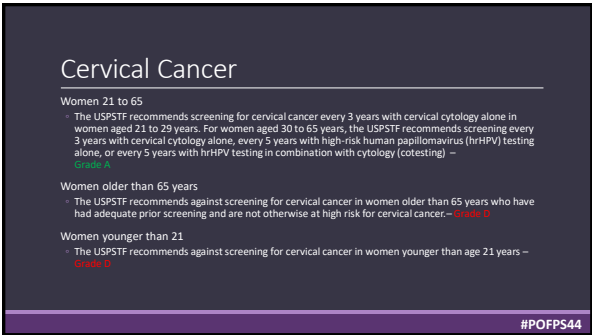 Cervical Cancer
Women 21 to 65
▫ The USPSTF recommends screening for cervical cancer every 3 years with cervical cytology alone in
women aged 21 to 29 years. For women aged 30 to 65 years, the USPSTF recommends screening every
3 years with cervical cytology alone, every 5 years with high-risk human papillomavirus (hrHPV) testing
alone, or every 5 years with hrHPV testing in combination with cytology (cotesting) –
Grade A
Women older than 65 years
▫ The USPSTF recommends against screening for cervical cancer in women older than 65 years who have
had adequate prior screening and are not otherwise at high risk for cervical cancer.– Grade D
Women younger than 21
▫ The USPSTF recommends against screening for cervical cancer in women younger than age 21 years –
Grade D
#POFPS44